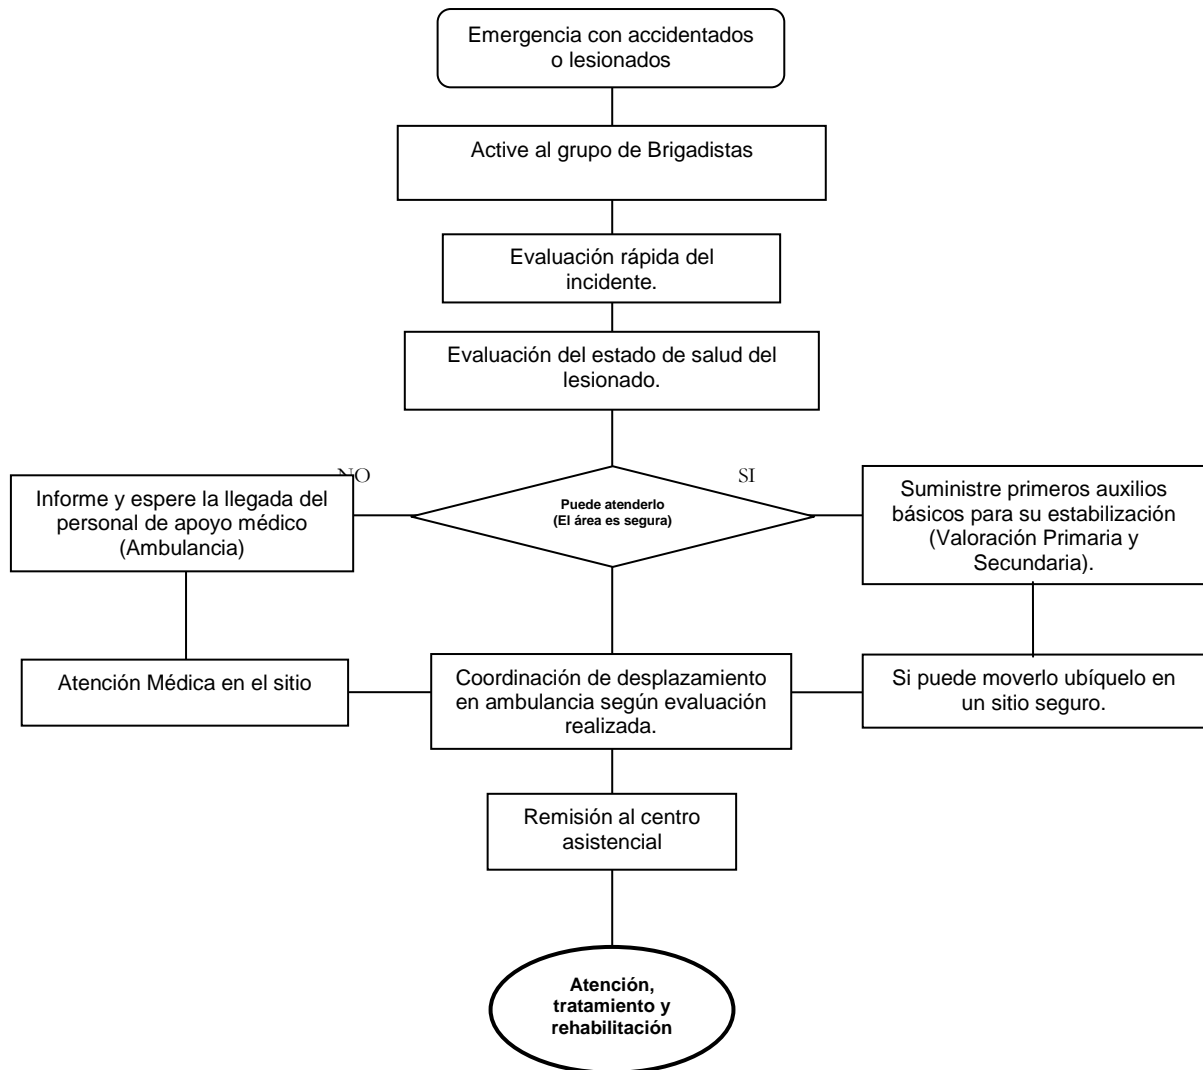 Emergencia con accidentados
o lesionados
Active al grupo de Brigadistas
Evaluación rápida del
incidente.
Evaluación del estado de salud del
lesionado.
NO
SI
Informe y espere la llegada del
personal de apoyo médico
(Ambulancia)
Puede atenderlo
(El área es segura)
Suministre primeros auxilios
básicos para su estabilización
(Valoración Primaria y
Secundaria).
Atención Médica en el sitio
Coordinación de desplazamiento
en ambulancia según evaluación
realizada.
Si puede moverlo ubíquelo en
un sitio seguro.
Remisión al centro
asistencial
Atención,
tratamiento y
rehabilitación